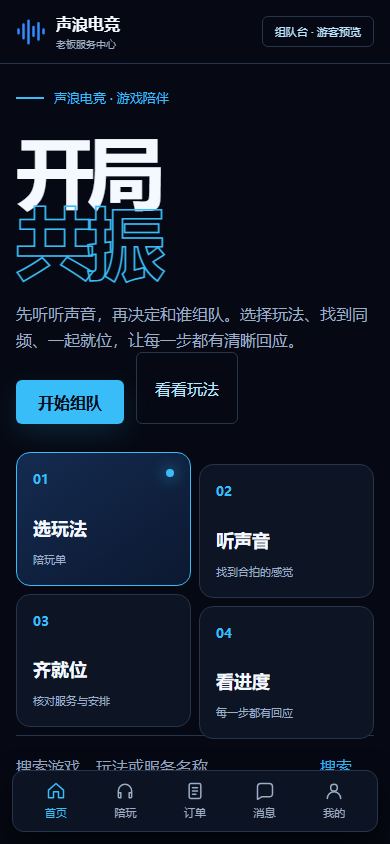 声浪电竞
老板服务中心
组队台 · 游客预览
声浪电竞 · 游戏陪伴
开局
共振
先听听声音，再决定和谁组队。选择玩法、找到同
频、一起就位，让每一步都有清晰回应。
开始组队
看看玩法
01
选玩法
陪玩单
02
听声音
找到合拍的感觉
03
齐就位
核对服务与安排
04
看进度
每一步都有回应
搜索游戏、玩法或服务名称
搜索
首页
陪玩
订单
消息
我的